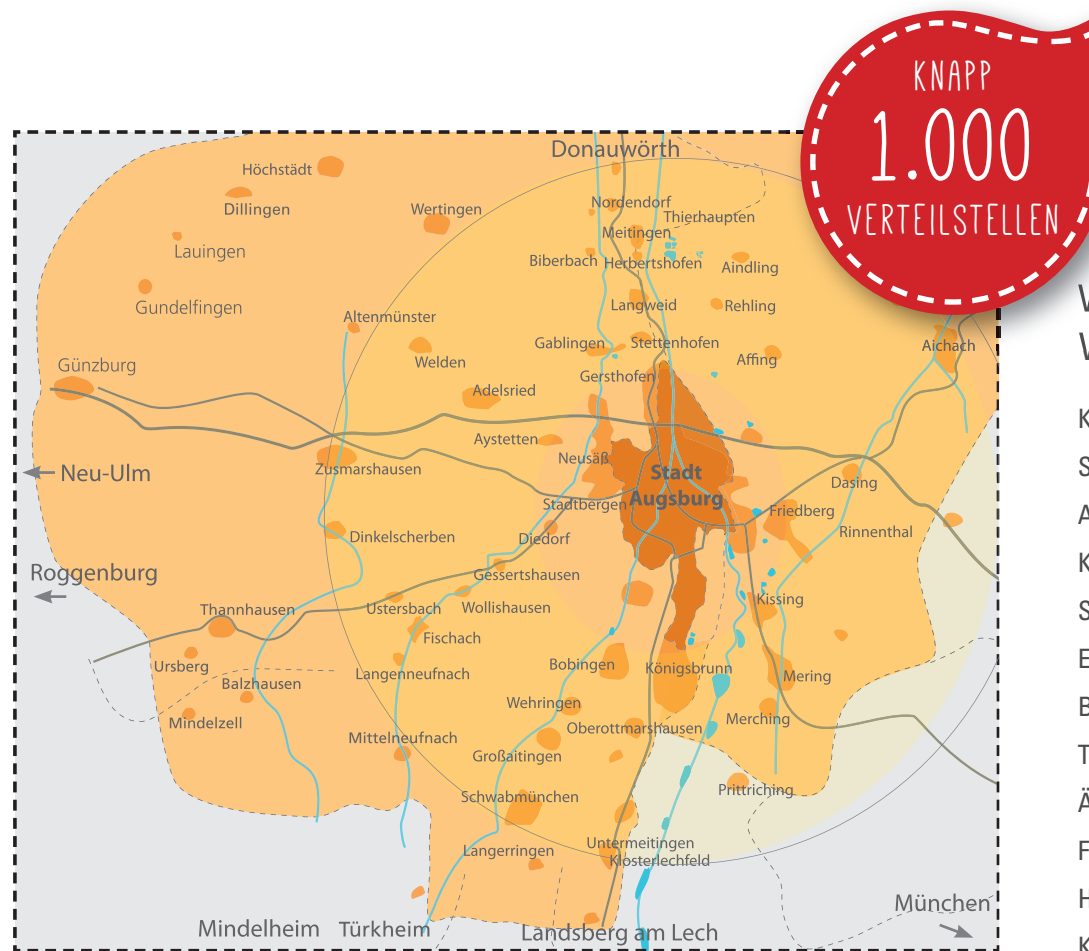 KNAPP
1.000
VERTEILSTELLEN
Donauwörth
Höchstädt
Dillingen
Wertingen
Nordendorf
Thierhaupten
Meitingen
Lauingen
Biberbach
Herbertshofen
Aindling
Gundelfingen
Langweid
Rehling
Altenmünster
Gablingen
Stettenhofen
Aichach
Günzburg
Welden
Affing
Gersthofen
Adelsried
Aystetten
Neusäß
Zusmarshausen
Neu-Ulm
Stadt
Augsburg
Dasing
Stadtbergen
Friedberg
Dinkelscherben
Diedorf
Rinnenthal
Roggenburg
Gessertshausen
Thannhausen
Ustersbach
Wollishausen
Kissing
Fischach
Ursberg
Langenneufnach
Bobingen
Königsbrunn
Mering
Balzhausen
Wehringen
Mindelzell
Oberottmarshausen
Merching
Mittelneufnach
Großaitingen
Prittriching
Schwabmünchen
Untermeitingen
Langerringen
Klosterlechfeld
München
Mindelheim
Türkheim
Landsberg am Lech
V
V
K
S
A
K
S
E
B
T
Ä
F
H
K